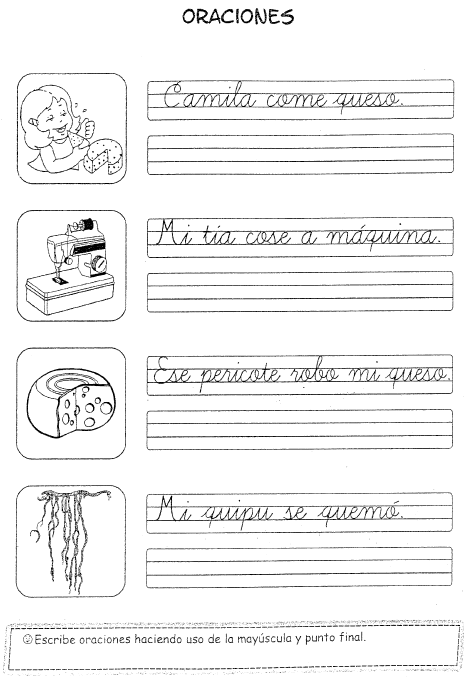 ORACIONES
Camila come queso.
Mi tía cose a máquina.
Ese pericote robo mi queso.
Mi quipu se quemó.
Escribe oraciones haciendo uso de la mayúscula y punto final.